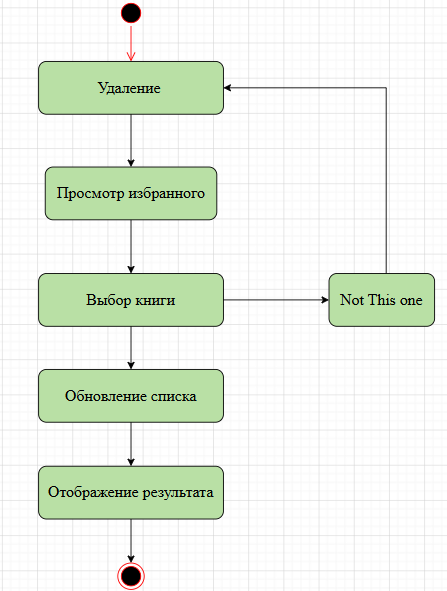 Удаление
Просмотр избранного
Выбор книги
Not This one
Обновление списка
Отображение результата